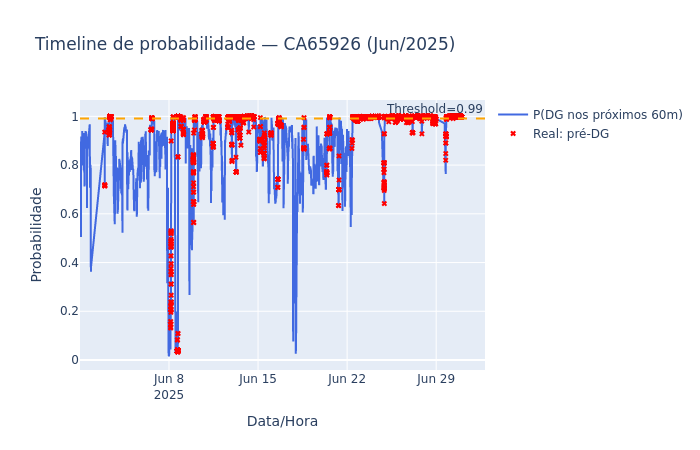 Timeline de probabilidade — CA65926 (Jun/2025)
Threshold=0.99
P(DG nos próximos 60m)
Real: pré-DG
Probabilidade
1
0.8
0.6
0.4
0.2
0
Jun 8
2025
Jun 15
Jun 22
Jun 29
Data/Hora